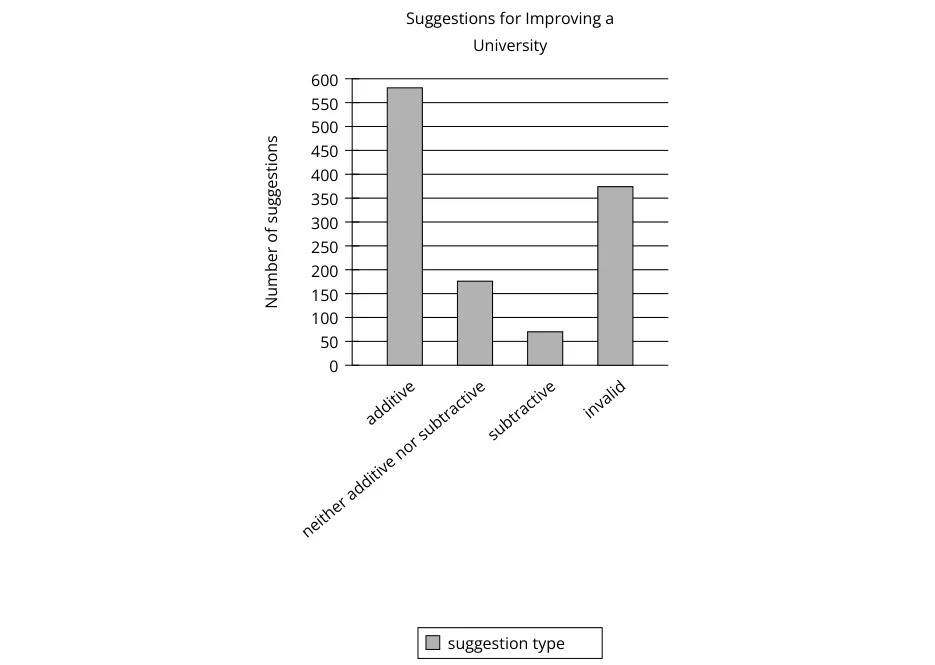 Suggestions for Improving a
University
Number of suggestions
600
550
500
450
400
350
300
250
200
150
100
50
0
additive
neither additive nor subtractive
subtractive
invalid
suggestion type